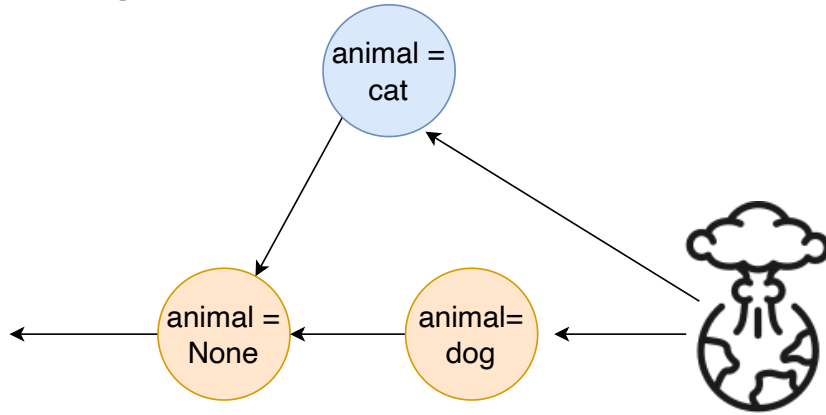 animal =
cat
animal =
None
animal=
dog